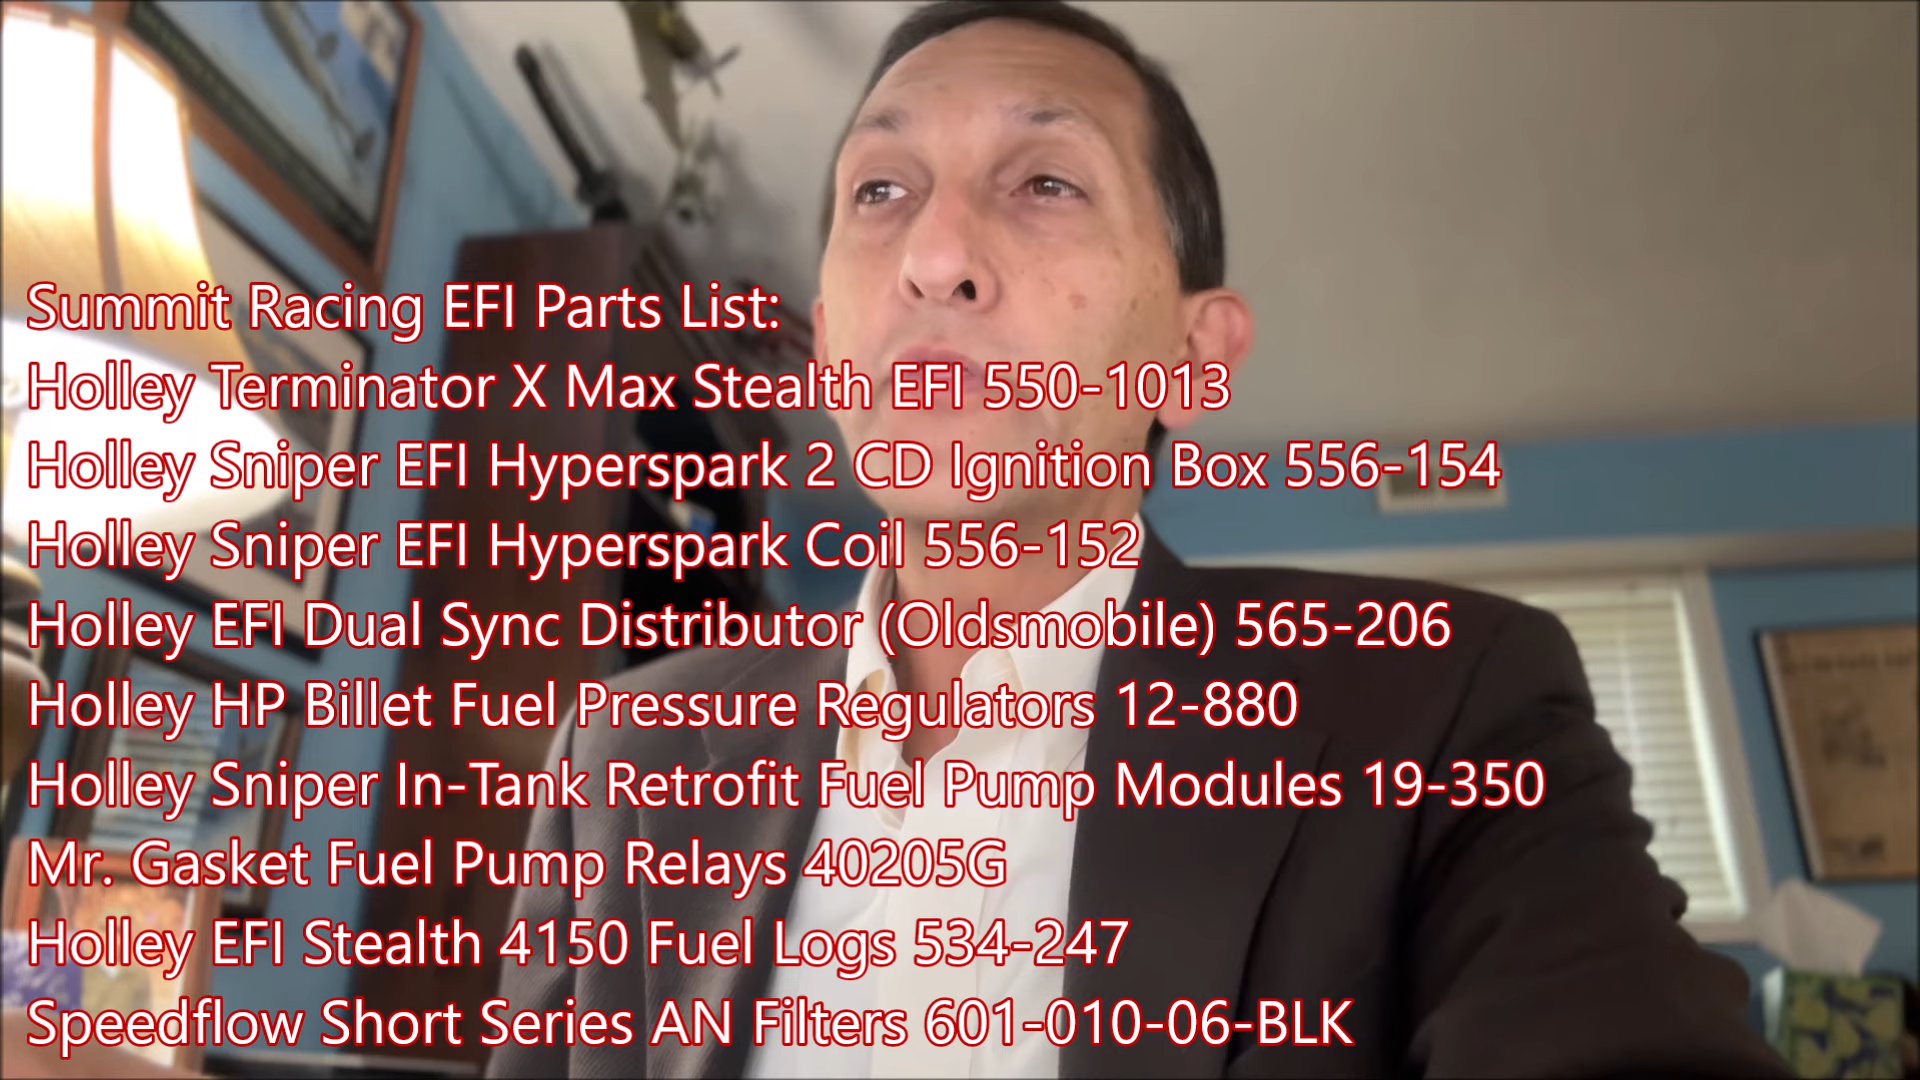 Summit Racing EFI Parts List:
Holley Terminator X Max Stealth EFI 550-1013
Holley Sniper EFI Hyperspark 2 CD Ignition Box 556-154
Holley Sniper EFI Hyperspark Coil 556-152
Holley EFI Dual Sync Distributor (Oldsmobile) 565-206
Holley HP Billet Fuel Pressure Regulators 12-880
Holley Sniper In-Tank Retrofit Fuel Pump Modules 19-350
Mr. Gasket Fuel Pump Relays 40205G
Holley EFI Stealth 4150 Fuel Logs 534-247
Speedflow Short Series AN Filters 601-010-06-BLK